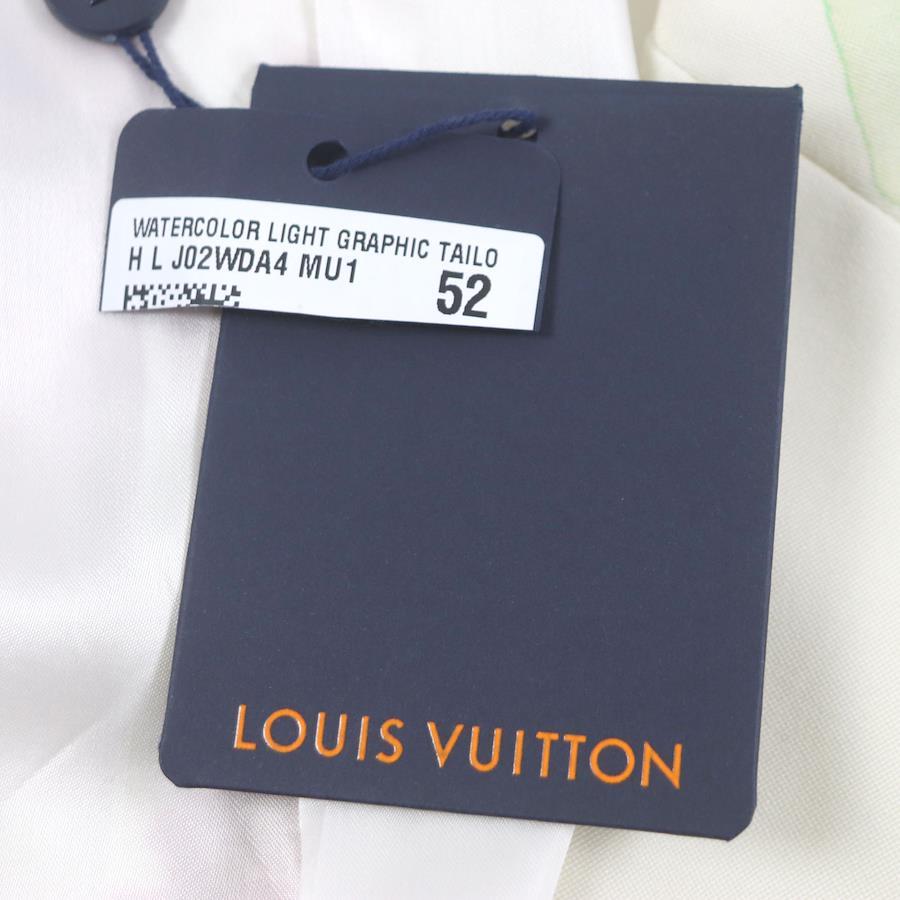 WATERCOLOR LIGHT GRAPHIC TAILO
H L J02WDA4 MU1
52
LOUIS VUITTON